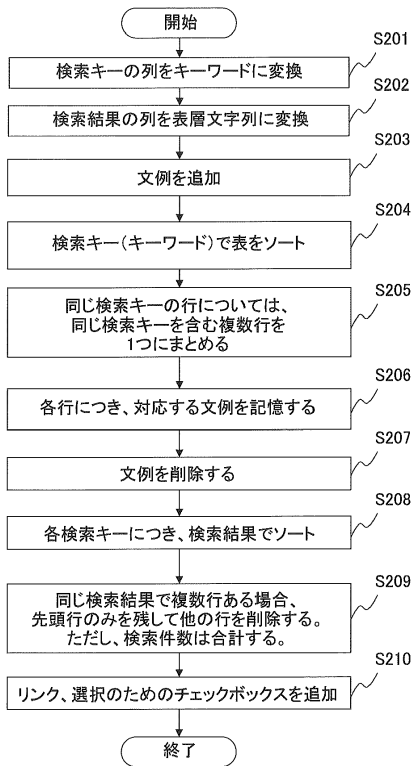 開始
S201
検索キーの列をキーワードに変換
S202
検索結果の列を表層文字列に変換
S203
文例を追加
S204
検索キー(キーワード)で表をソート
S205
同じ検索キーの行については、
同じ検索キーを含む複数行を
1つにまとめる
S206
各行につき、対応する文例を記憶する
S207
文例を削除する
S208
各検索キーにつき、検索結果でソート
S209
同じ検索結果で複数行ある場合、
先頭行のみを残して他の行を削除する。
ただし、検索件数は合計する。
S210
リンク、選択のためのチェックボックスを追加
終了